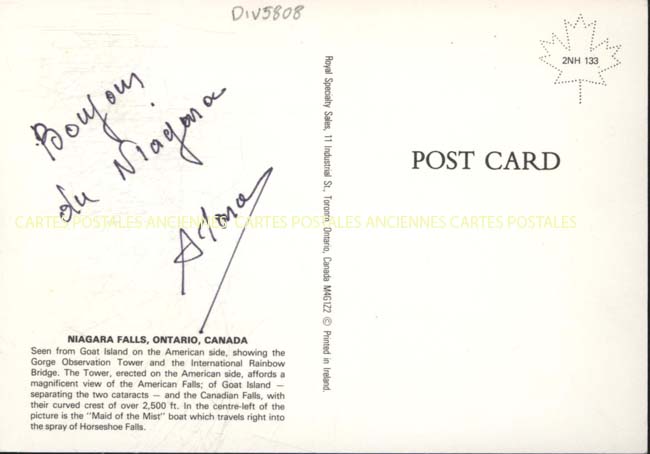 DIV5808
2NH 133
POST CARD
Bonjour
du Niagara
CARTES POSTALES ANCIENNES CARTES POSTALES ANCIENNES CARTES POSTALES
Royal Specialty Sales, 11 Industrial St., Toronto, Ontario, Canada M4G1Z2 © Printed in Ireland.
NIAGARA FALLS, ONTARIO, CANADA
Seen from Goat Island on the American side, showing the
Gorge Observation Tower and the International Rainbow
Bridge. The Tower, erected on the American side, affords a
magnificent view of the American Falls; of Goat Island —
separating the two cataracts — and the Canadian Falls, with
their curved crest of over 2,500 ft. In the centre-left of the
picture is the "Maid of the Mist" boat which travels right into
the spray of Horseshoe Falls.